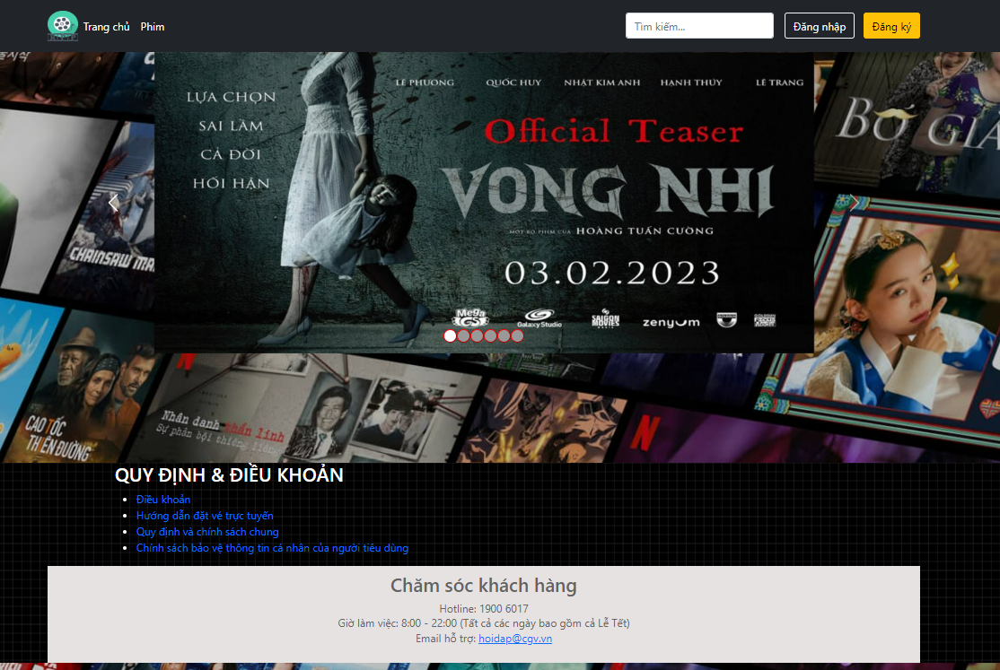 Trang chủ Phim Tìm kiếm... Đăng nhập Đăng ký
LÊ PHƯƠNG QUỐC HUY NHẬT KIM ANH HẠNH THÚY LÊ TRANG
LỰA CHỌN
SAI LẦM
CẢ ĐỜI
HỐI HẬN
Official Teaser
VONG NHI
MỘT BỘ PHIM CỦA HOÀNG TUẤN CƯỜNG
03.02.2023
Mega GS Galaxy Studio SAIGON MOVIES MEDIA zenyum
BỐ GIÀ
CHAINSAW MA
CAO TỐC
THIÊN ĐƯỜNG
N
Nhân danh thần linh
Sự phản bội thiêng liêng
N
QUY ĐỊNH & ĐIỀU KHOẢN
Điều khoản
Hướng dẫn đặt vé trực tuyến
Quy định và chính sách chung
Chính sách bảo vệ thông tin cá nhân của người tiêu dùng
Chăm sóc khách hàng
Hotline: 1900 6017
Giờ làm việc: 8:00 - 22:00 (Tất cả các ngày bao gồm cả Lễ Tết)
Email hỗ trợ: hoidap@cgv.vn